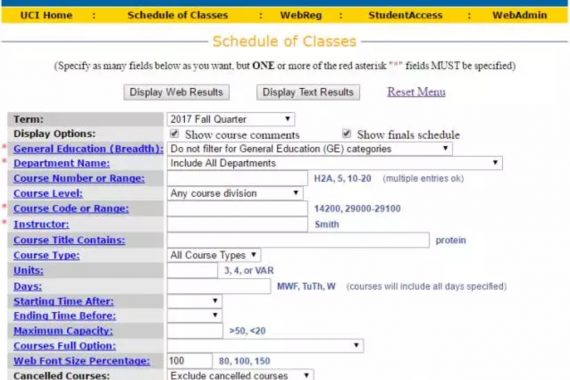 UCI Home : Schedule of Classes : WebReg : StudentAccess : WebAdmin
Schedule of Classes
(Specify as many fields below as you want, but ONE or more of the red asterisk "*" fields MUST be specified)
Display Web Results Display Text Results Reset Menu
Term: 2017 Fall Quarter
Display Options: Show course comments Show finals schedule
* General Education (Breadth): Do not filter for General Education (GE) categories
* Department Name: Include All Departments
Course Number or Range: H2A, 5, 10-20 (multiple entries ok)
Course Level: Any course division
* Course Code or Range: 14200, 29000-29100
* Instructor: Smith
Course Title Contains: protein
Course Type: All Course Types
Units: 3, 4, or VAR
Days: MWF, TuTh, W (courses will include all days specified)
Starting Time After:
Ending Time Before:
Maximum Capacity: >50, <20
Courses Full Option:
Web Font Size Percentage: 100 80, 100, 150
Cancelled Courses: Exclude cancelled courses